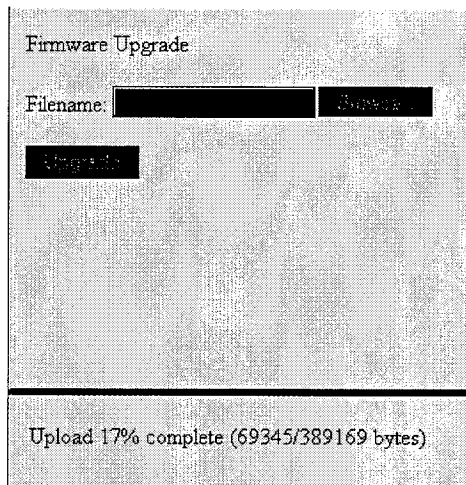 Firmware Upgrade
Filename:
Upgrade
Upload 17% complete (69345/389169 bytes)